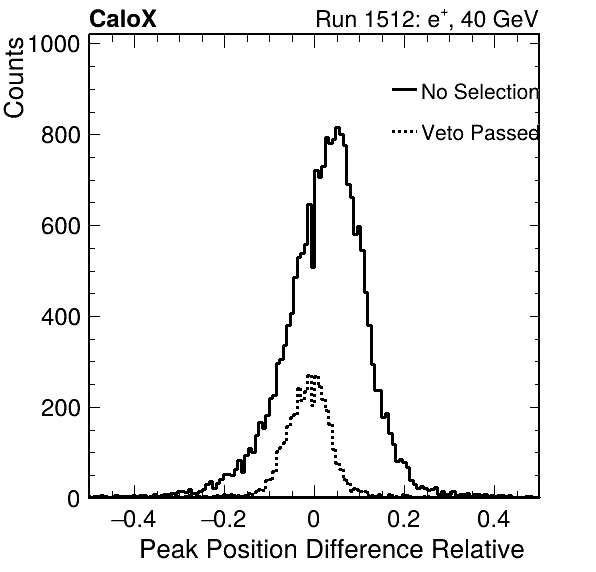 CaloX Run 1512: e⁺, 40 GeV
Counts
1000
800
600
400
200
0
No Selection
Veto Passed
−0.4 −0.2 0 0.2 0.4
Peak Position Difference Relative